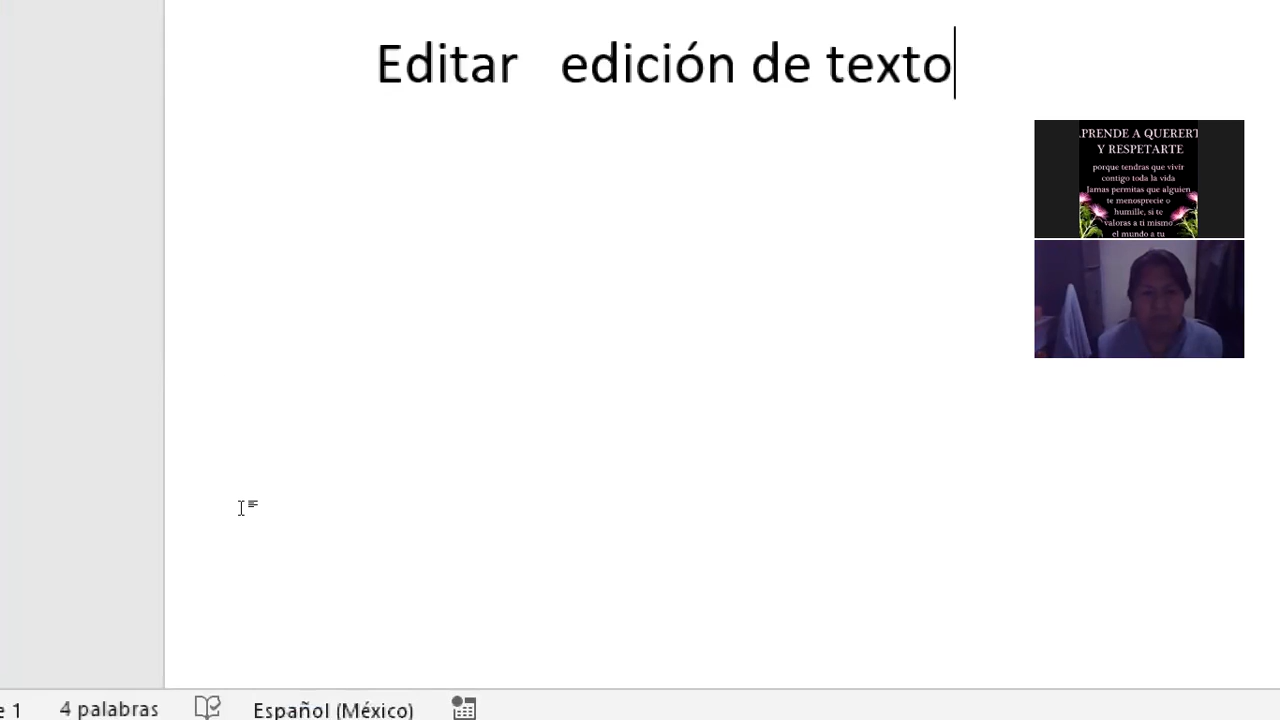 Editar   edición de texto
PRENDE A QUERERT
Y RESPETARTE
porque tendras que vivir
contigo toda la vida
Jamas permitas que alguien
te menosprecie o
humille, si te
valoras a ti mismo
el mundo a tu
e 1 4 palabras Español (México)